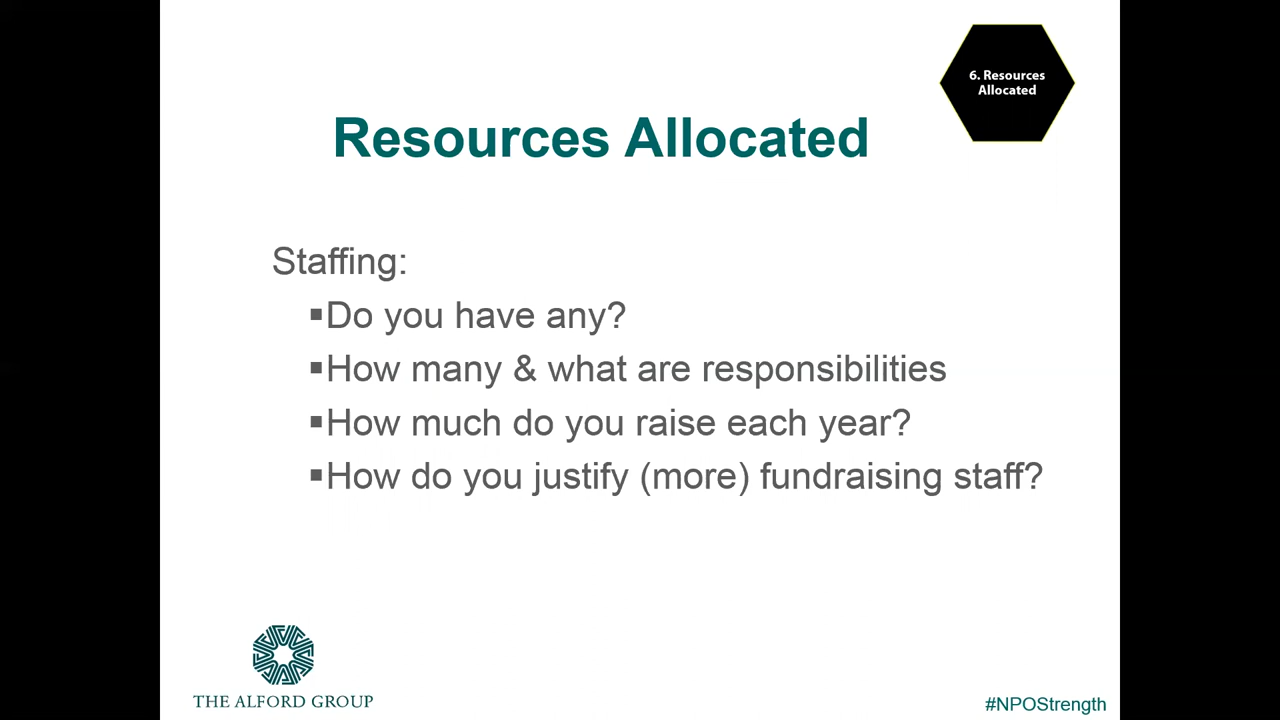 6. Resources
Allocated
Resources Allocated
Staffing:
▪Do you have any?
▪How many & what are responsibilities
▪How much do you raise each year?
▪How do you justify (more) fundraising staff?
THE ALFORD GROUP
#NPOStrength